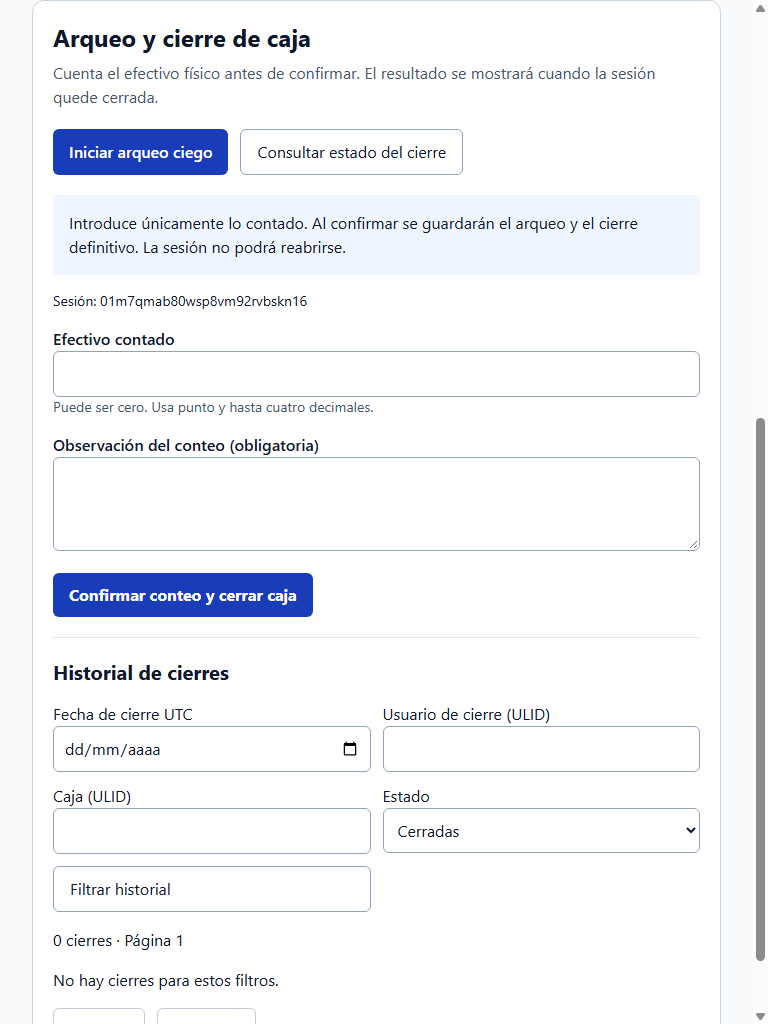 Arqueo y cierre de caja
Cuenta el efectivo físico antes de confirmar. El resultado se mostrará cuando la sesión
quede cerrada.
Iniciar arqueo ciego
Consultar estado del cierre
Introduce únicamente lo contado. Al confirmar se guardarán el arqueo y el cierre
definitivo. La sesión no podrá reabrirse.
Sesión: 01m7qmab80wsp8vm92rvbskn16
Efectivo contado
Puede ser cero. Usa punto y hasta cuatro decimales.
Observación del conteo (obligatoria)
Confirmar conteo y cerrar caja
Historial de cierres
Fecha de cierre UTC
Usuario de cierre (ULID)
dd/mm/aaaa
Caja (ULID)
Estado
Cerradas
Filtrar historial
0 cierres · Página 1
No hay cierres para estos filtros.